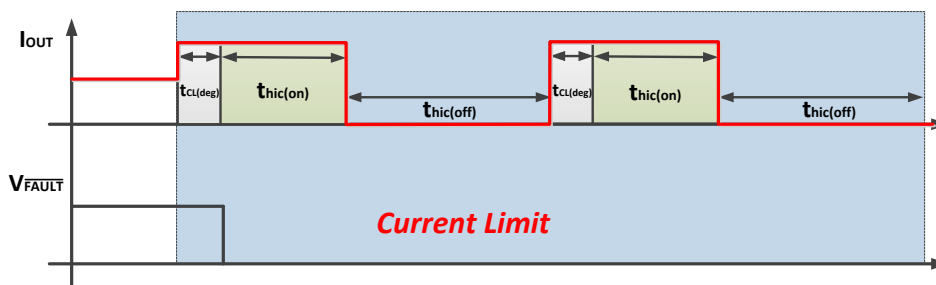 IOUT
tCL(deg)
thic(on)
thic(off)
tCL(deg)
thic(on)
thic(off)
VFAULT
Current Limit